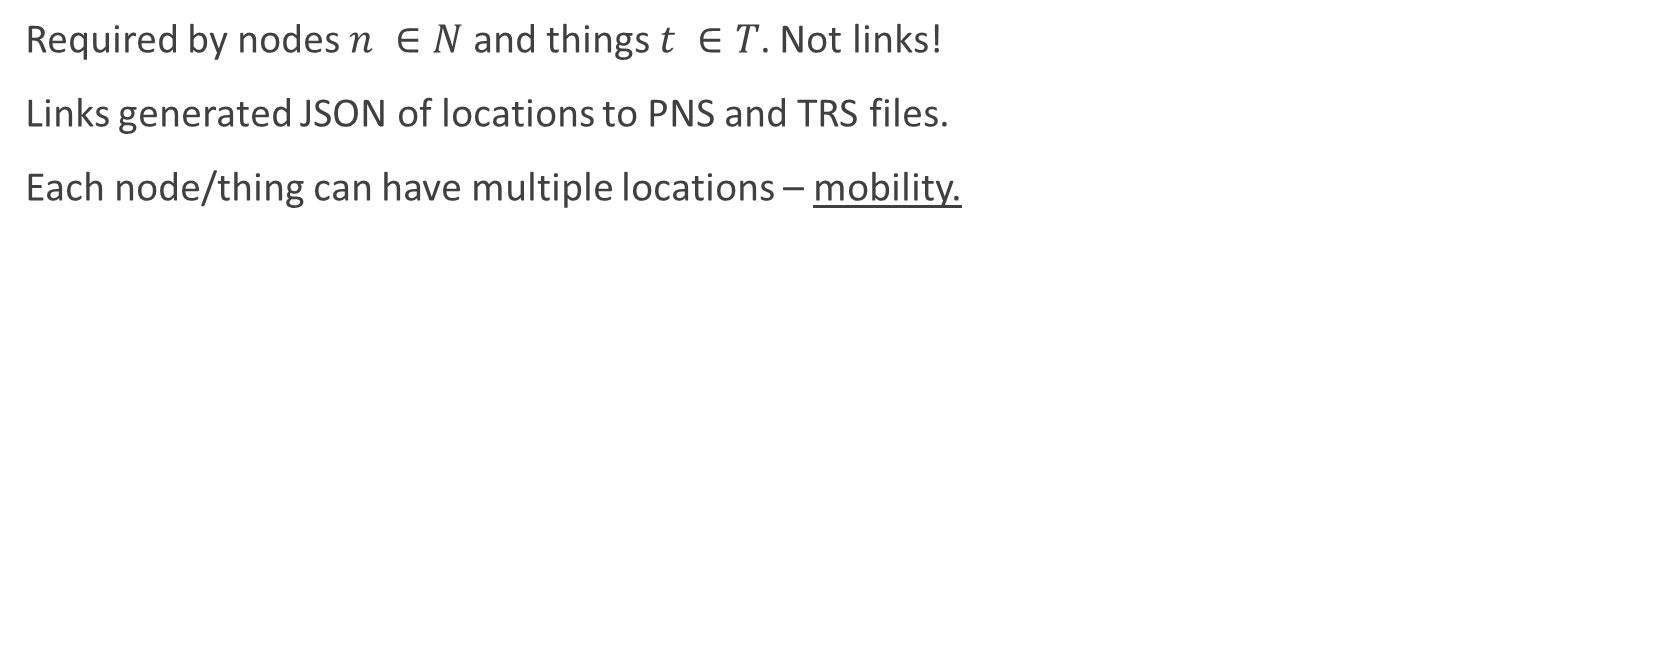 Required by nodes n ∈ N and things t ∈ T. Not links!
Links generated JSON of locations to PNS and TRS files.
Each node/thing can have multiple locations – mobility.